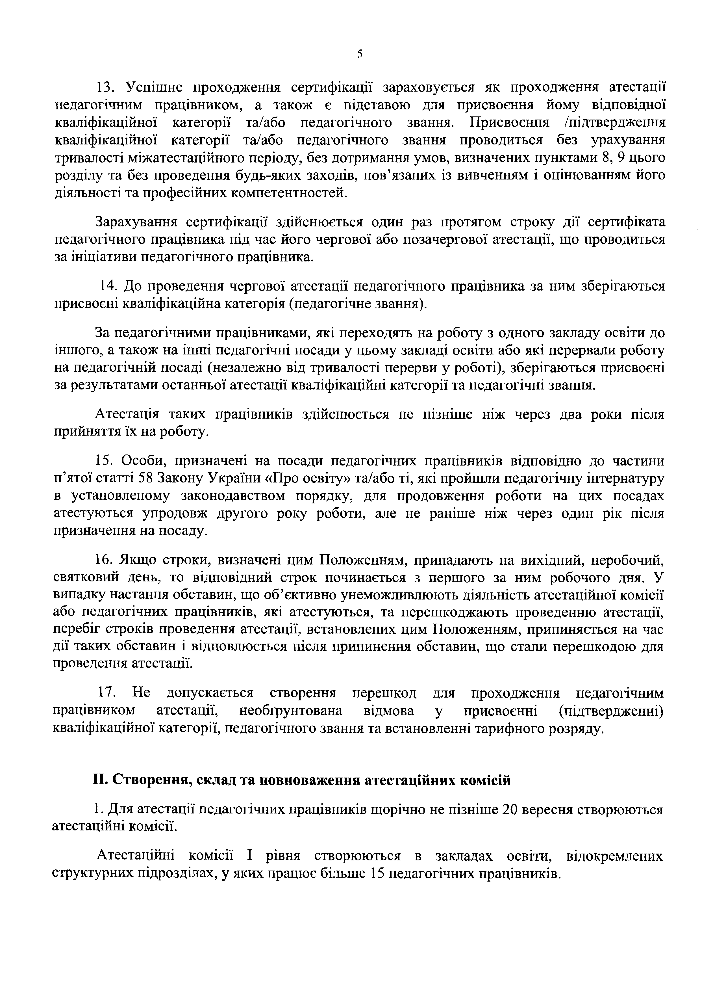 5
13. Успішне проходження сертифікації зараховується як проходження атестації
педагогічним працівником, а також є підставою для присвоєння йому відповідної
кваліфікаційної категорії та/або педагогічного звання. Присвоєння /підтвердження
кваліфікаційної категорії та/або педагогічного звання проводиться без урахування
тривалості міжатестаційного періоду, без дотримання умов, визначених пунктами 8, 9 цього
розділу та без проведення будь-яких заходів, пов’язаних із вивченням і оцінюванням його
діяльності та професійних компетентностей.
Зарахування сертифікації здійснюється один раз протягом строку дії сертифіката
педагогічного працівника під час його чергової або позачергової атестації, що проводиться
за ініціативи педагогічного працівника.
14. До проведення чергової атестації педагогічного працівника за ним зберігаються
присвоєні кваліфікаційна категорія (педагогічне звання).
За педагогічними працівниками, які переходять на роботу з одного закладу освіти до
іншого, а також на інші педагогічні посади у цьому закладі освіти або які перервали роботу
на педагогічній посаді (незалежно від тривалості перерви у роботі), зберігаються присвоєні
за результатами останньої атестації кваліфікаційні категорії та педагогічні звання.
Атестація таких працівників здійснюється не пізніше ніж через два роки після
прийняття їх на роботу.
15. Особи, призначені на посади педагогічних працівників відповідно до частини
п’ятої статті 58 Закону України «Про освіту» та/або ті, які пройшли педагогічну інтернатуру
в установленому законодавством порядку, для продовження роботи на цих посадах
атестуються упродовж другого року роботи, але не раніше ніж через один рік після
призначення на посаду.
16. Якщо строки, визначені цим Положенням, припадають на вихідний, неробочий,
святковий день, то відповідний строк починається з першого за ним робочого дня. У
випадку настання обставин, що об’єктивно унеможливлюють діяльність атестаційної комісії
або педагогічних працівників, які атестуються, та перешкоджають проведенню атестації,
перебіг строків проведення атестації, встановлених цим Положенням, припиняється на час
дії таких обставин і відновлюється після припинення обставин, що стали перешкодою для
проведення атестації.
17. Не допускається створення перешкод для проходження педагогічним
працівником атестації, необґрунтована відмова у присвоєнні (підтвердженні)
кваліфікаційної категорії, педагогічного звання та встановленні тарифного розряду.
ІІ. Створення, склад та повноваження атестаційних комісій
1. Для атестації педагогічних працівників щорічно не пізніше 20 вересня створюються
атестаційні комісії.
Атестаційні комісії І рівня створюються в закладах освіти, відокремлених
структурних підрозділах, у яких працює більше 15 педагогічних працівників.